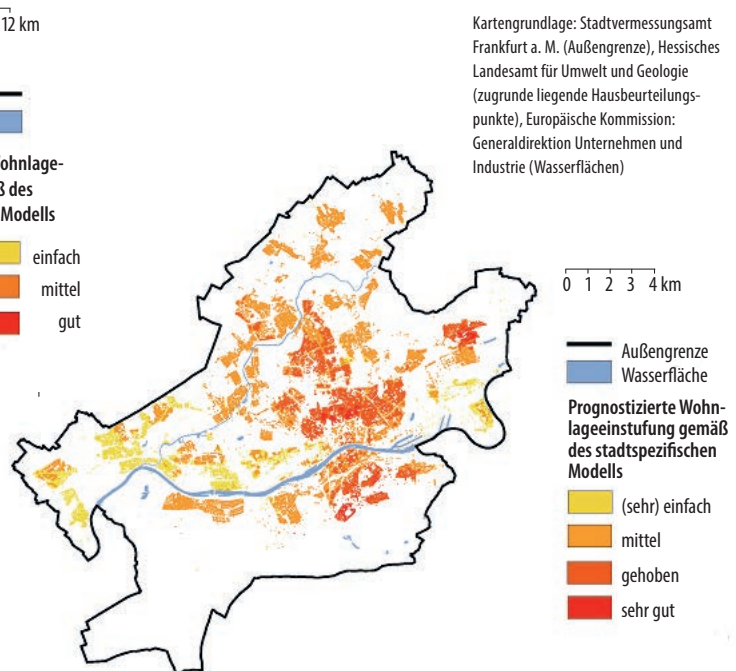 12 km
Kartengrundlage: Stadtvermessungsamt
Frankfurt a. M. (Außengrenze), Hessisches
Landesamt für Umwelt und Geologie
(zugrunde liegende Hausbeurteilungs-
punkte), Europäische Kommission:
Generaldirektion Unternehmen und
Industrie (Wasserflächen)
ohnlage-
ß des
Modells
einfach
mittel
gut
0 1 2 3 4 km
Außengrenze
Wasserfläche
Prognostizierte Wohn-
lageeinstufung gemäß
des stadtspezifischen
Modells
(sehr) einfach
mittel
gehoben
sehr gut